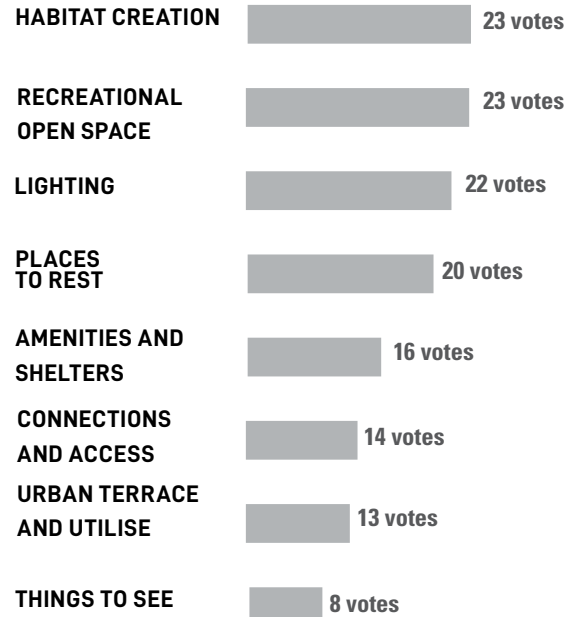 HABITAT CREATION
23 votes
RECREATIONAL
OPEN SPACE
23 votes
LIGHTING
22 votes
PLACES
TO REST
20 votes
AMENITIES AND
SHELTERS
16 votes
CONNECTIONS
AND ACCESS
14 votes
URBAN TERRACE
AND UTILISE
13 votes
THINGS TO SEE
8 votes